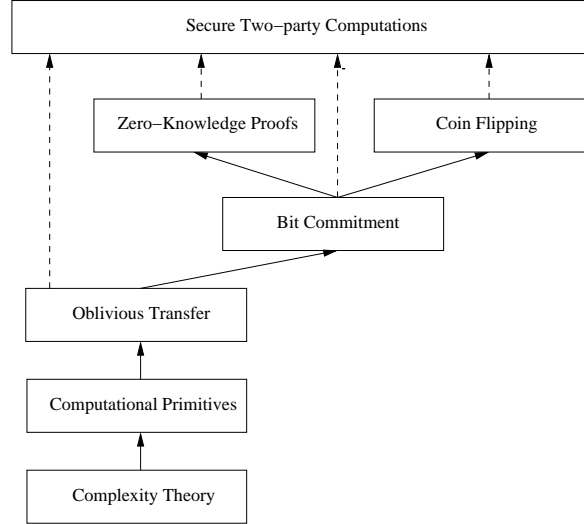 Secure Two−party Computations
Zero−Knowledge Proofs
Coin Flipping
Bit Commitment
Oblivious Transfer
Computational Primitives
Complexity Theory